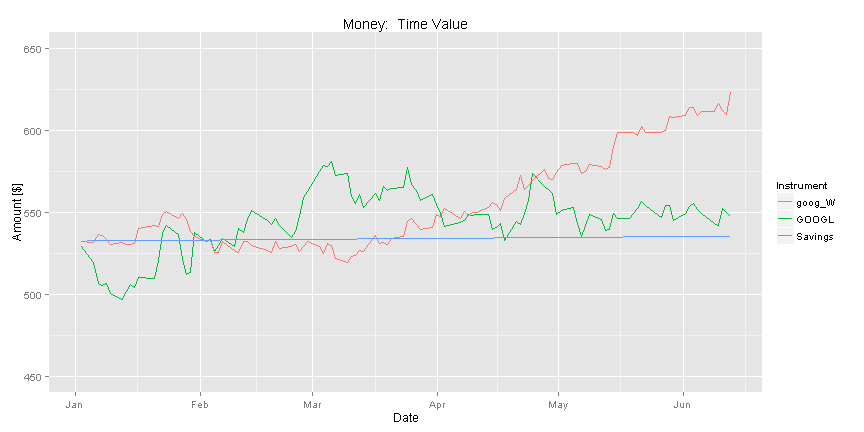 Money:  Time Value
Amount [$]
650
600
550
500
450
Jan Feb Mar Apr May Jun
Date
Instrument
goog_W
GOOGL
Savings